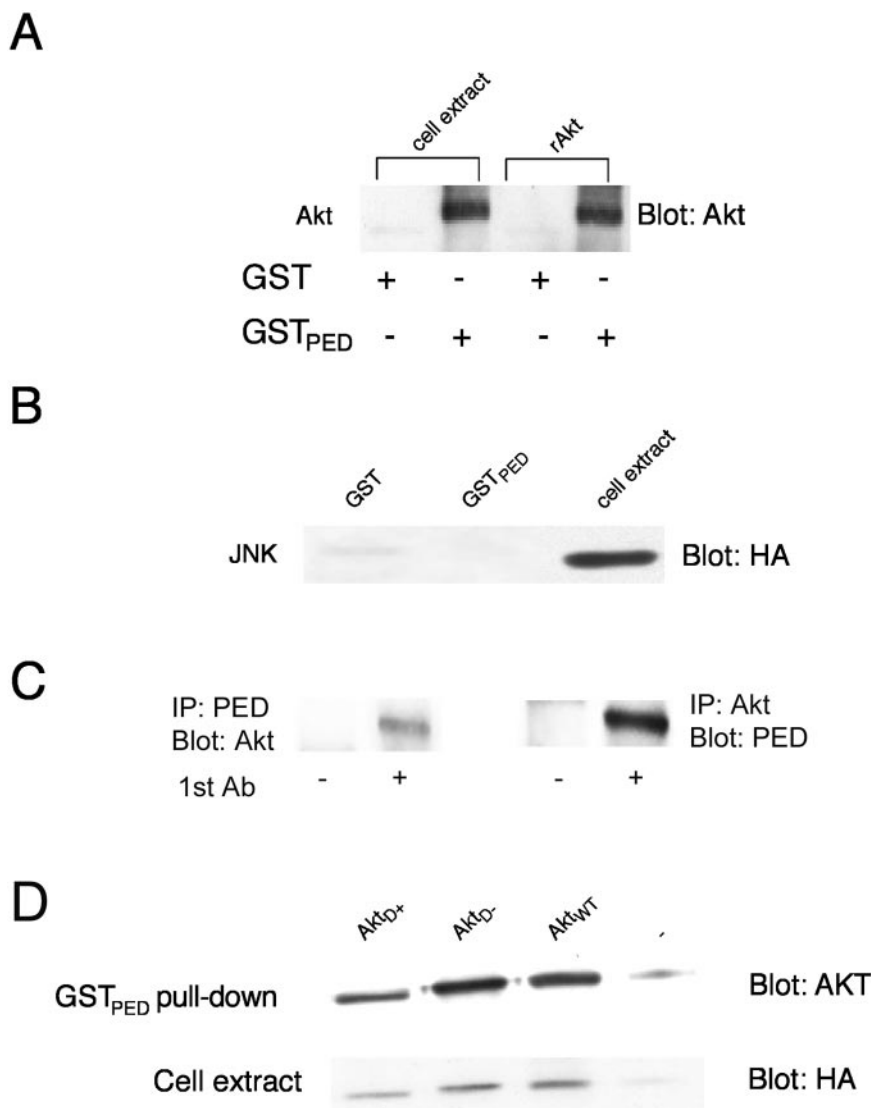 A
cell extract rAkt
Akt Blot: Akt
GST + - + -
GSTPED - + - +
B
GST GSTPED cell extract
JNK Blot: HA
C
IP: PED
Blot: Akt
IP: Akt
Blot: PED
1st Ab - + - +
D
AktD+ AktD- AktWT -
GSTPED pull-down Blot: AKT
Cell extract Blot: HA